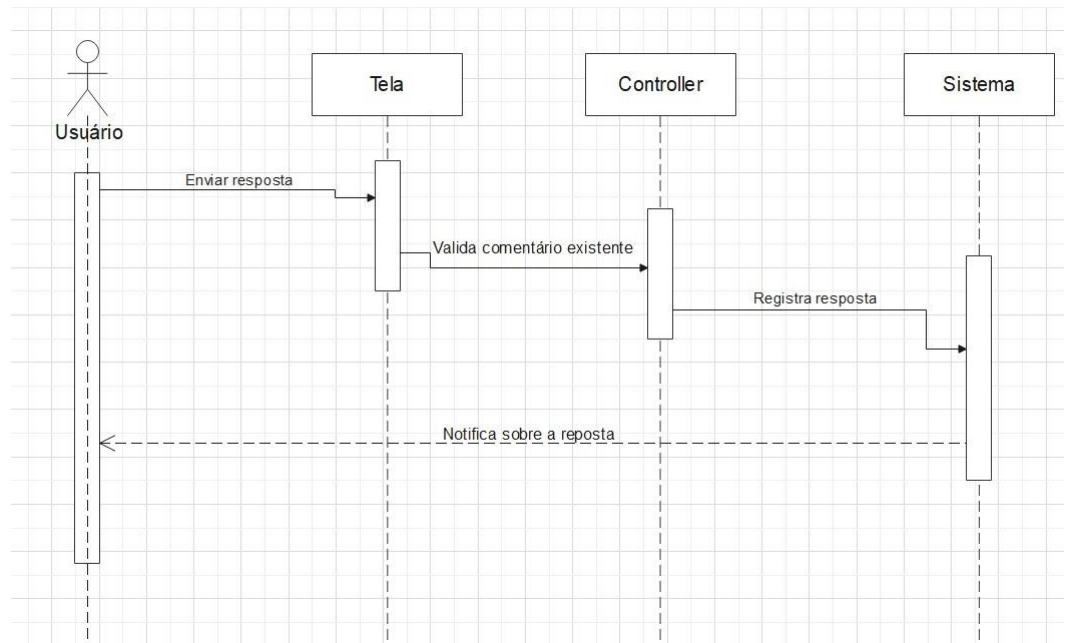 Tela
Controller
Sistema
Usuário
Enviar resposta
Valida comentário existente
Registra resposta
Notifica sobre a reposta